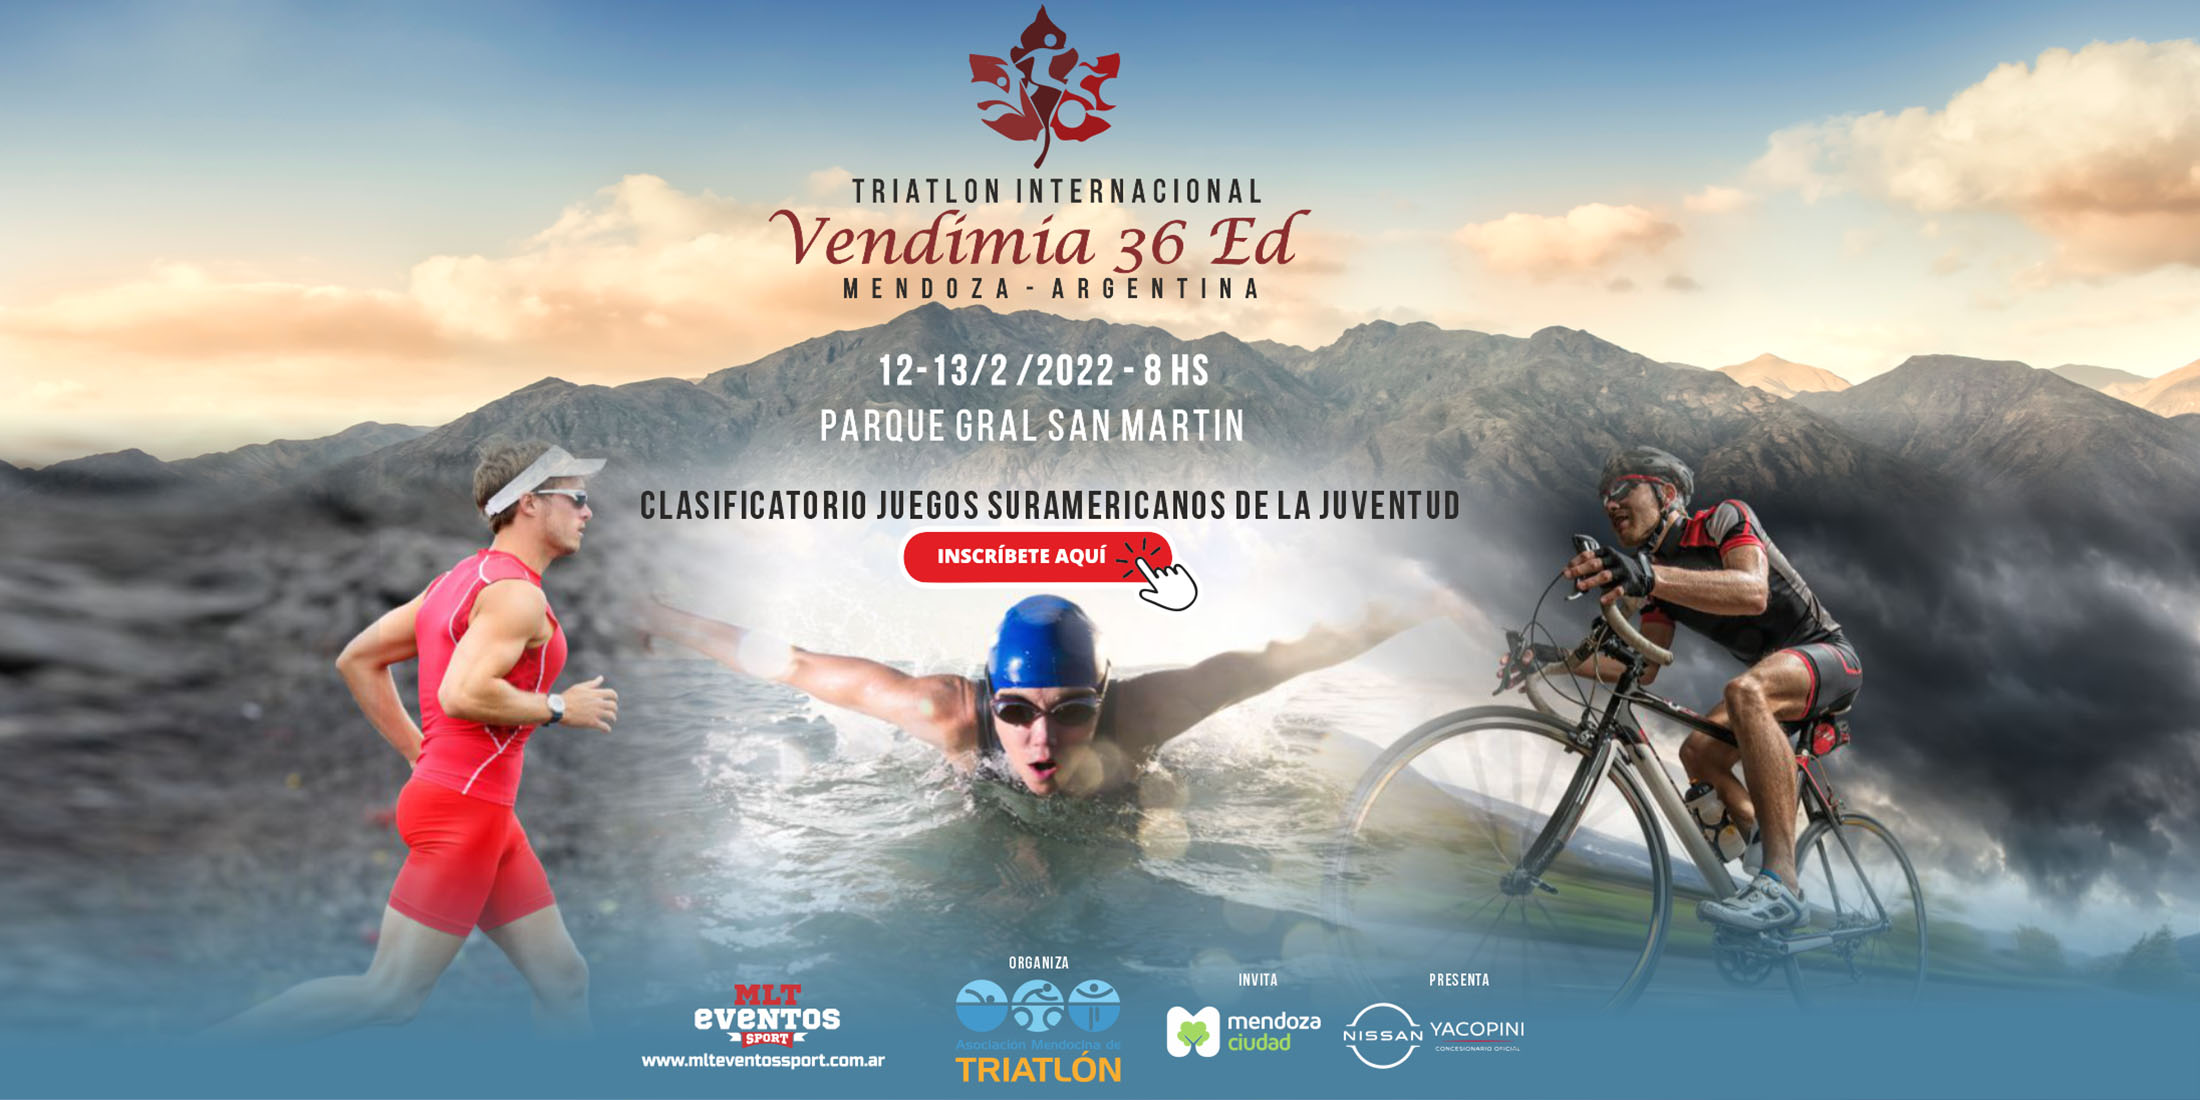 TRIATLON INTERNACIONAL
Vendimia 36 Ed
MENDOZA - ARGENTINA
12-13/2 /2022 - 8 HS
PARQUE GRAL SAN MARTIN
CLASIFICATORIO JUEGOS SURAMERICANOS DE LA JUVENTUD
INSCRÍBETE AQUÍ
MLT
eventos
SPORT
www.mlteventossport.com.ar
ORGANIZA
Asociación Mendocina de
TRIATLÓN
INVITA
mendoza
ciudad
PRESENTA
NISSAN
YACOPINI
CONCESIONARIO OFICIAL